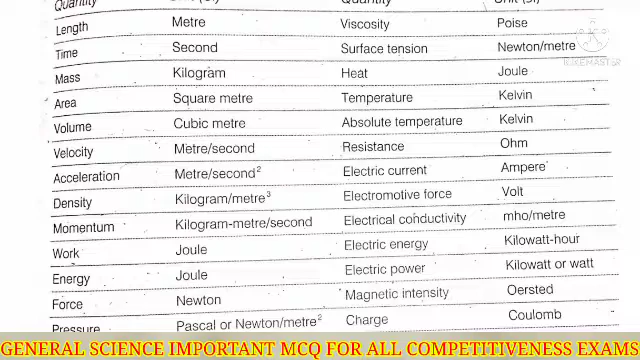 Quantity Quantity
Length Metre Viscosity Poise
Time Second Surface tension Newton/metre
Mass Kilogram Heat Joule
Area Square metre Temperature Kelvin
Volume Cubic metre Absolute temperature Kelvin
Velocity Metre/second Resistance Ohm
Acceleration Metre/second² Electric current Ampere
Density Kilogram/metre³ Electromotive force Volt
Momentum Kilogram-metre/second Electrical conductivity mho/metre
Work Joule Electric energy Kilowatt-hour
Energy Joule Electric power Kilowatt or watt
Force Newton Magnetic intensity Oersted
Pressure Pascal or Newton/metre² Charge Coulomb
KINEMASTER
GENERAL SCIENCE IMPORTANT MCQ FOR ALL COMPETITIVENESS EXAMS